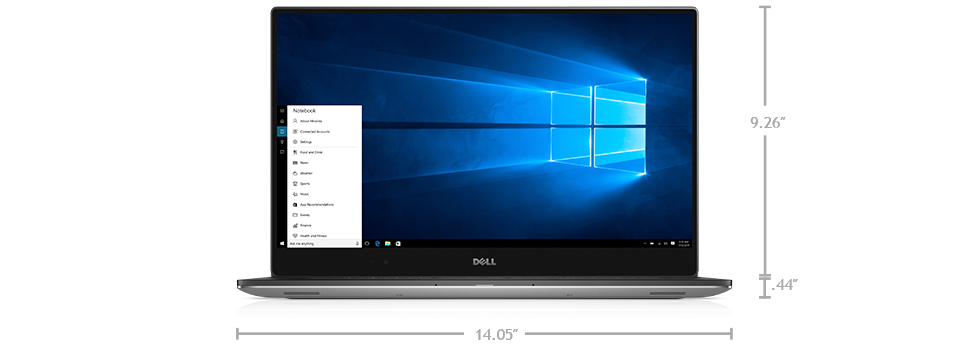 Notebook
About Me
Connected Accounts
Settings
Food and Drink
News
Weather
Sports
Music
App Recommendations
Events
Finance
Health and Fitness
Ask me anything
DELL
9.26"
.44"
14.05"